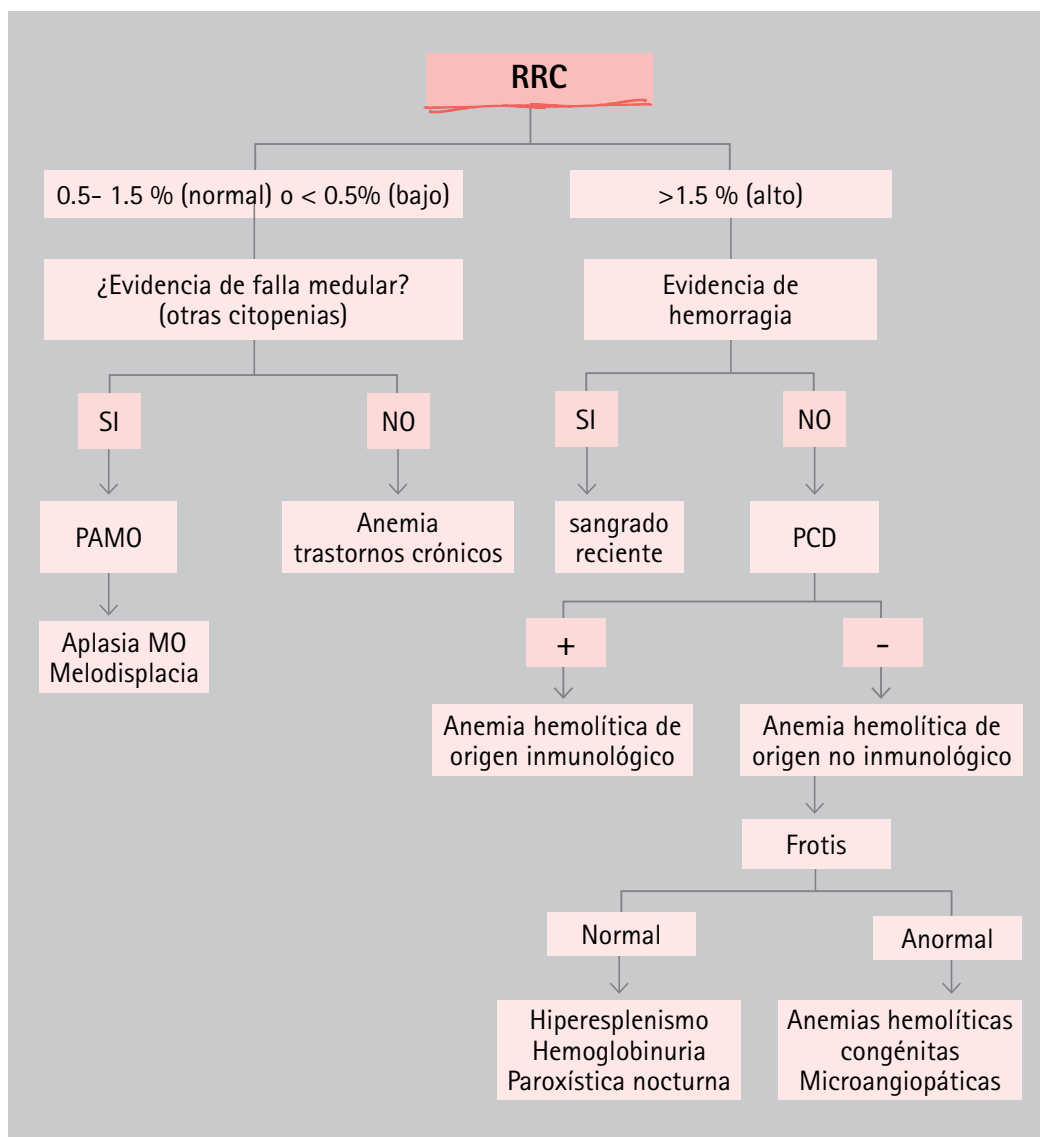 RRC
0.5- 1.5 % (normal) o < 0.5% (bajo)
>1.5 % (alto)
¿Evidencia de falla medular?
(otras citopenias)
Evidencia de
hemorragia
SI
NO
SI
NO
PAMO
Anemia
trastornos crónicos
sangrado
reciente
PCD
Aplasia MO
Melodisplacia
+
-
Anemia hemolítica de
origen inmunológico
Anemia hemolítica de
origen no inmunológico
Frotis
Normal
Anormal
Hiperesplenismo
Hemoglobinuria
Paroxística nocturna
Anemias hemolíticas
congénitas
Microangiopáticas